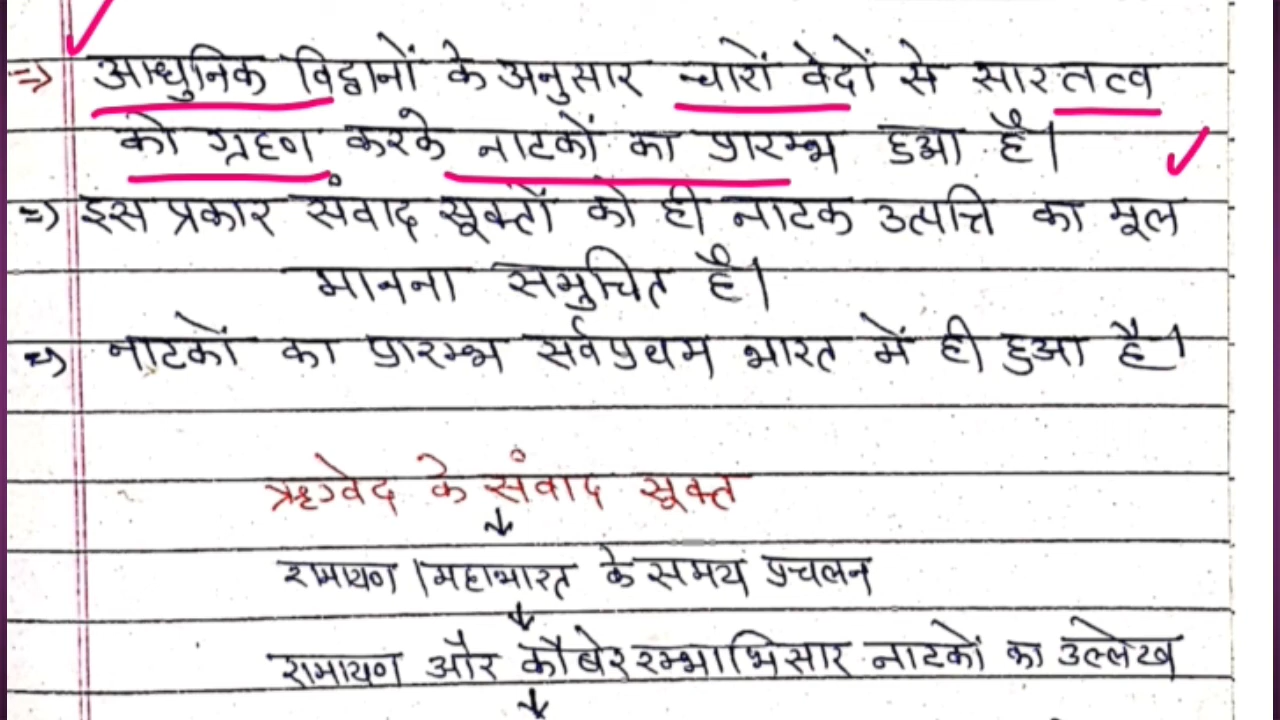 ⇒ आधुनिक विद्वानों के अनुसार चारों वेदों से सारतत्व
को ग्रहण करके नाटकों का प्रारम्भ हुआ है।
⇒ इस प्रकार संवाद सूक्तों को ही नाटक उत्पत्ति का मूल
मानना समुचित है।
⇒ नाटकों का प्रारम्भ सर्वप्रथम भारत में ही हुआ है।
ऋग्वेद के संवाद सूक्त
↓
रामायण । महाभारत के समय प्रचलन
↓
रामायण और कौबेररम्भाभिसार नाटकों का उल्लेख
↓